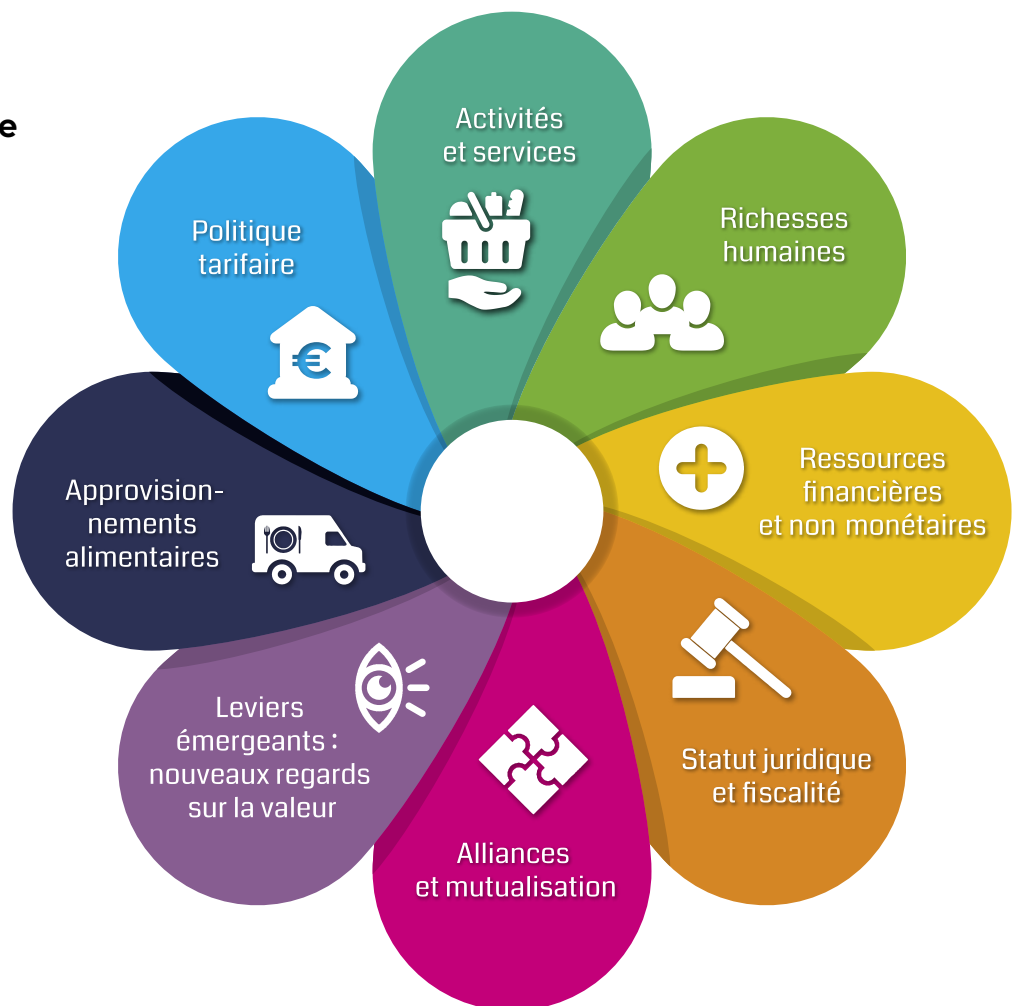 e
Activités
et services
Richesses
humaines
Ressources
financières
et non monétaires
Statut juridique
et fiscalité
Alliances
et mutualisation
Leviers
émergeants :
nouveaux regards
sur la valeur
Approvision-
nements
alimentaires
Politique
tarifaire
€